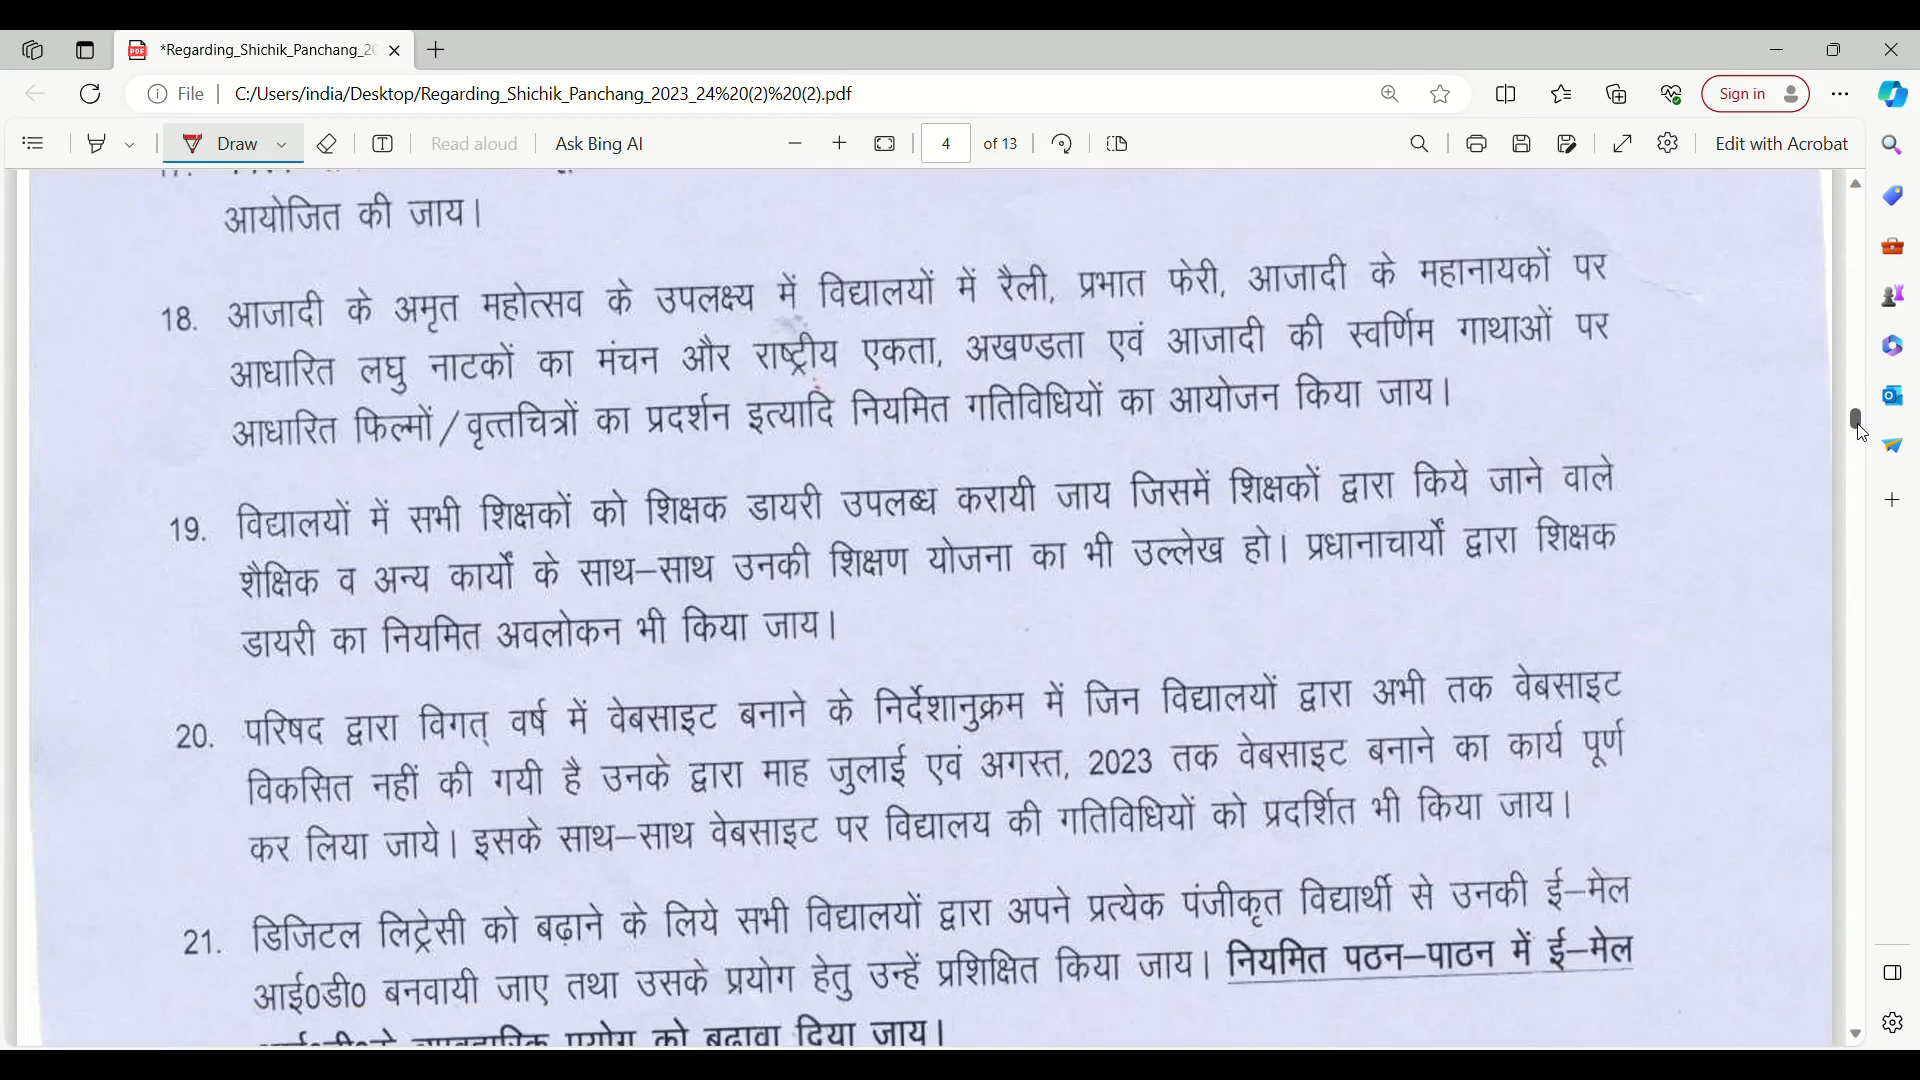 *Regarding_Shichik_Panchang_20
File
C:/Users/india/Desktop/Regarding_Shichik_Panchang_2023_24%20(2)%20(2).pdf
Sign in
Draw
T
Read aloud
Ask Bing AI
4
of 13
Edit with Acrobat
17.
आयोजित की जाय।
18. आजादी के अमृत महोत्सव के उपलक्ष्य में विद्यालयों में रैली, प्रभात फेरी, आजादी के महानायकों पर
आधारित लघु नाटकों का मंचन और राष्ट्रीय एकता, अखण्डता एवं आजादी की स्वर्णिम गाथाओं पर
आधारित फिल्मों/वृत्तचित्रों का प्रदर्शन इत्यादि नियमित गतिविधियों का आयोजन किया जाय।
19. विद्यालयों में सभी शिक्षकों को शिक्षक डायरी उपलब्ध करायी जाय जिसमें शिक्षकों द्वारा किये जाने वाले
शैक्षिक व अन्य कार्यों के साथ–साथ उनकी शिक्षण योजना का भी उल्लेख हो। प्रधानाचार्यों द्वारा शिक्षक
डायरी का नियमित अवलोकन भी किया जाय।
20. परिषद द्वारा विगत् वर्ष में वेबसाइट बनाने के निर्देशानुक्रम में जिन विद्यालयों द्वारा अभी तक वेबसाइट
विकसित नहीं की गयी है उनके द्वारा माह जुलाई एवं अगस्त, 2023 तक वेबसाइट बनाने का कार्य पूर्ण
कर लिया जाये। इसके साथ–साथ वेबसाइट पर विद्यालय की गतिविधियों को प्रदर्शित भी किया जाय।
21. डिजिटल लिट्रेसी को बढ़ाने के लिये सभी विद्यालयों द्वारा अपने प्रत्येक पंजीकृत विद्यार्थी से उनकी ई–मेल
आई0डी0 बनवायी जाए तथा उसके प्रयोग हेतु उन्हें प्रशिक्षित किया जाय। नियमित पठन–पाठन में ई–मेल
प्रयोग को बढावा दिया जाय।